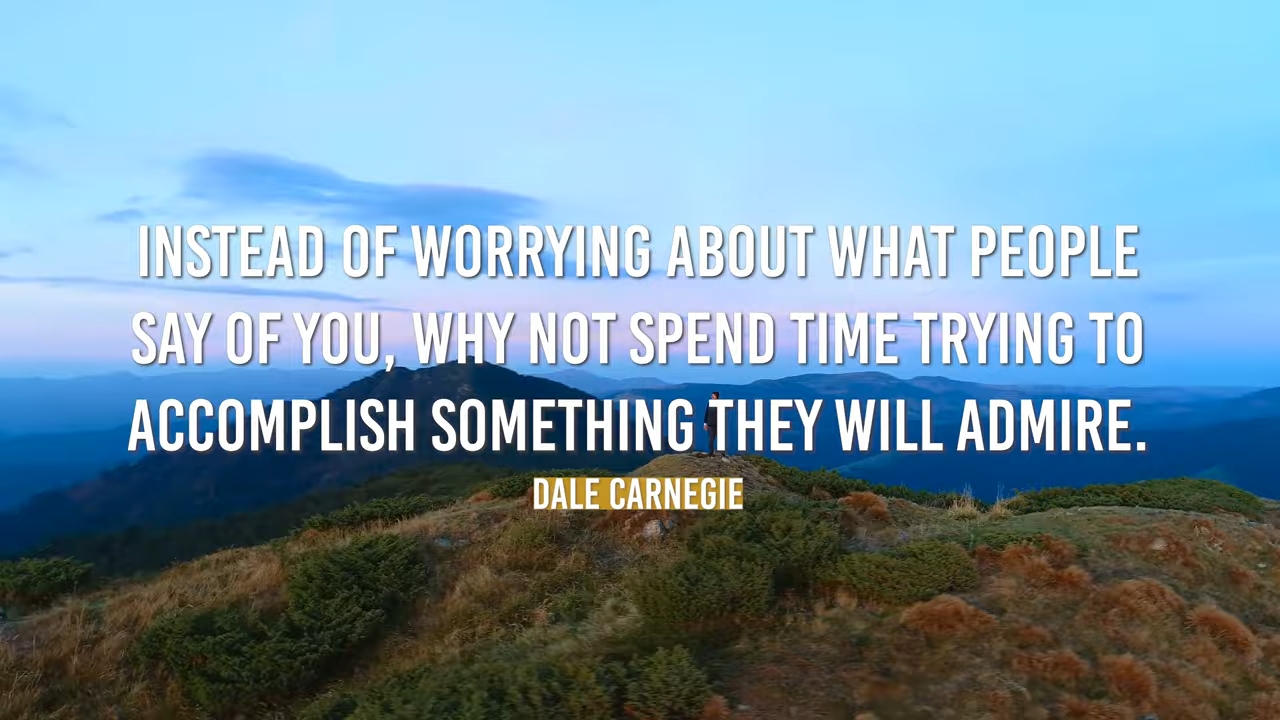 INSTEAD OF WORRYING ABOUT WHAT PEOPLE
SAY OF YOU, WHY NOT SPEND TIME TRYING TO
ACCOMPLISH SOMETHING THEY WILL ADMIRE.
DALE CARNEGIE